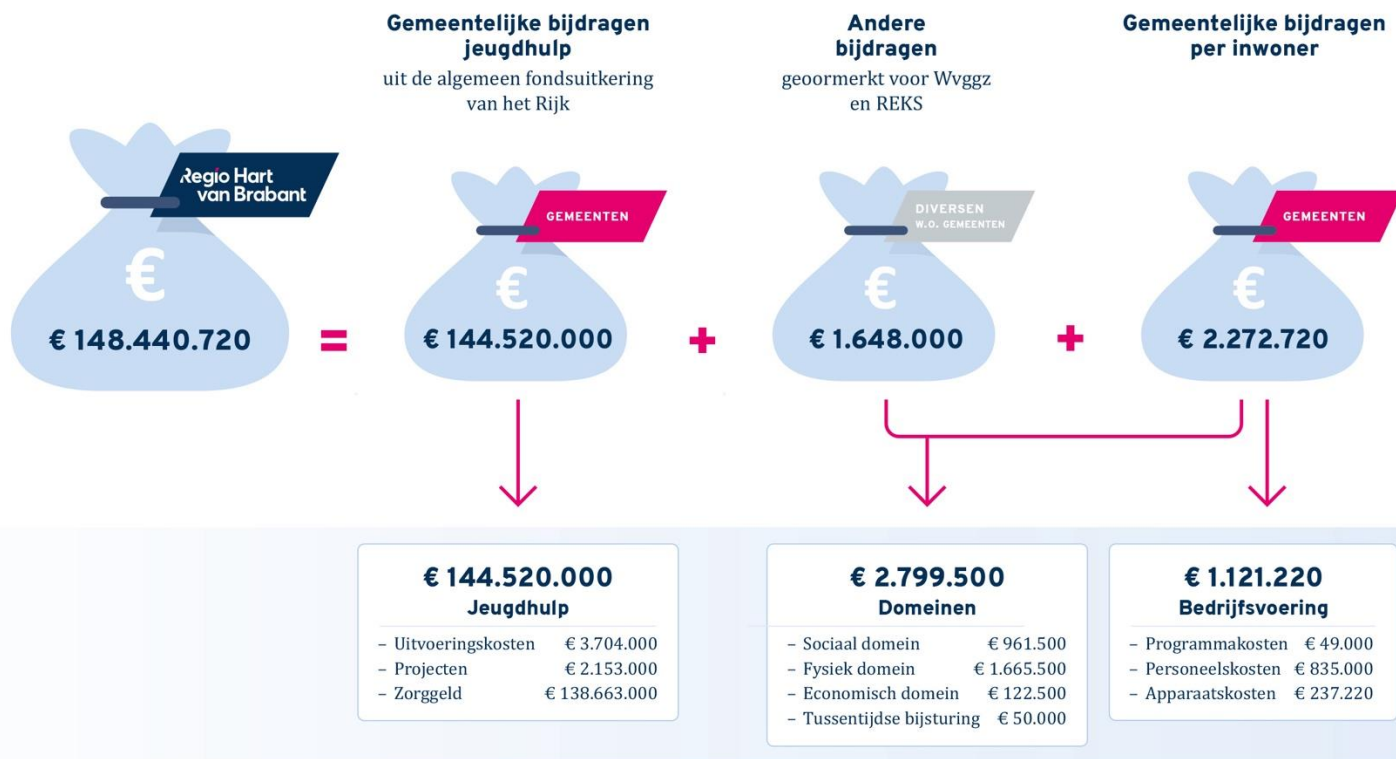 Gemeentelijke bijdragen
jeugdhulp
uit de algemeen fondsuitkering
van het Rijk
Andere
bijdragen
geoormerkt voor Wvggz
en REKS
Gemeentelijke bijdragen
per inwoner
Regio Hart
van Brabant
€
€ 148.440.720
=
GEMEENTEN
€
€ 144.520.000
+
DIVERSEN
W.O. GEMEENTEN
€
€ 1.648.000
+
GEMEENTEN
€
€ 2.272.720
€ 144.520.000
Jeugdhulp
– Uitvoeringskosten € 3.704.000
– Projecten € 2.153.000
– Zorggeld € 138.663.000
€ 2.799.500
Domeinen
– Sociaal domein € 961.500
– Fysiek domein € 1.665.500
– Economisch domein € 122.500
– Tussentijdse bijsturing € 50.000
€ 1.121.220
Bedrijfsvoering
– Programmakosten € 49.000
– Personeelskosten € 835.000
– Apparaatskosten € 237.220